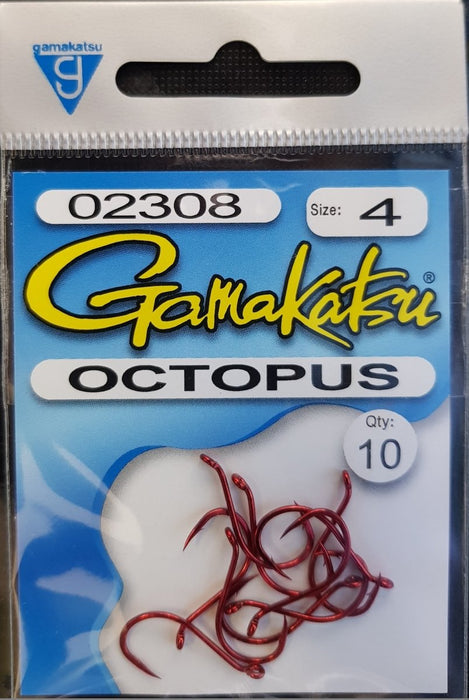 gamakatsu
g
02308
Size: 4
Gamakatsu®
OCTOPUS
Qty:
10